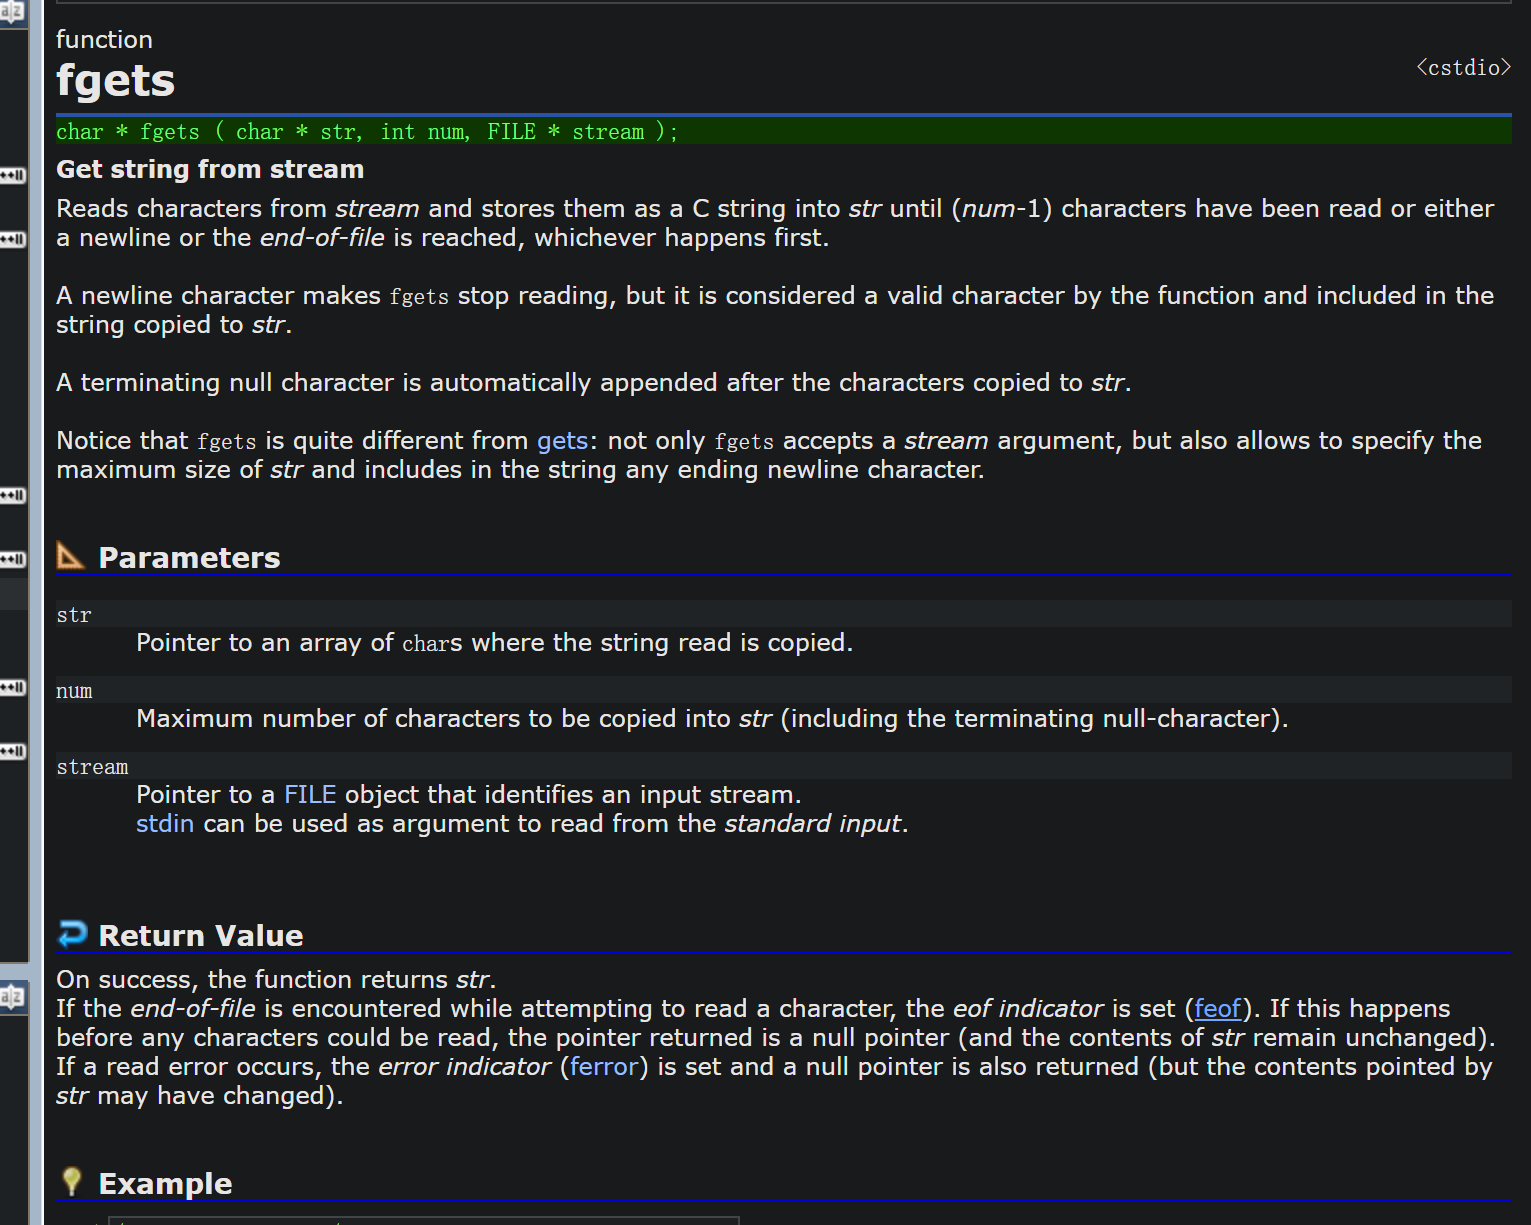 function
fgets
<cstdio>
char * fgets ( char * str, int num, FILE * stream );
Get string from stream
Reads characters from stream and stores them as a C string into str until (num-1) characters have been read or either
a newline or the end-of-file is reached, whichever happens first.
A newline character makes fgets stop reading, but it is considered a valid character by the function and included in the
string copied to str.
A terminating null character is automatically appended after the characters copied to str.
Notice that fgets is quite different from gets: not only fgets accepts a stream argument, but also allows to specify the
maximum size of str and includes in the string any ending newline character.
Parameters
str
Pointer to an array of chars where the string read is copied.
num
Maximum number of characters to be copied into str (including the terminating null-character).
stream
Pointer to a FILE object that identifies an input stream.
stdin can be used as argument to read from the standard input.
Return Value
On success, the function returns str.
If the end-of-file is encountered while attempting to read a character, the eof indicator is set (feof). If this happens
before any characters could be read, the pointer returned is a null pointer (and the contents of str remain unchanged).
If a read error occurs, the error indicator (ferror) is set and a null pointer is also returned (but the contents pointed by
str may have changed).
Example